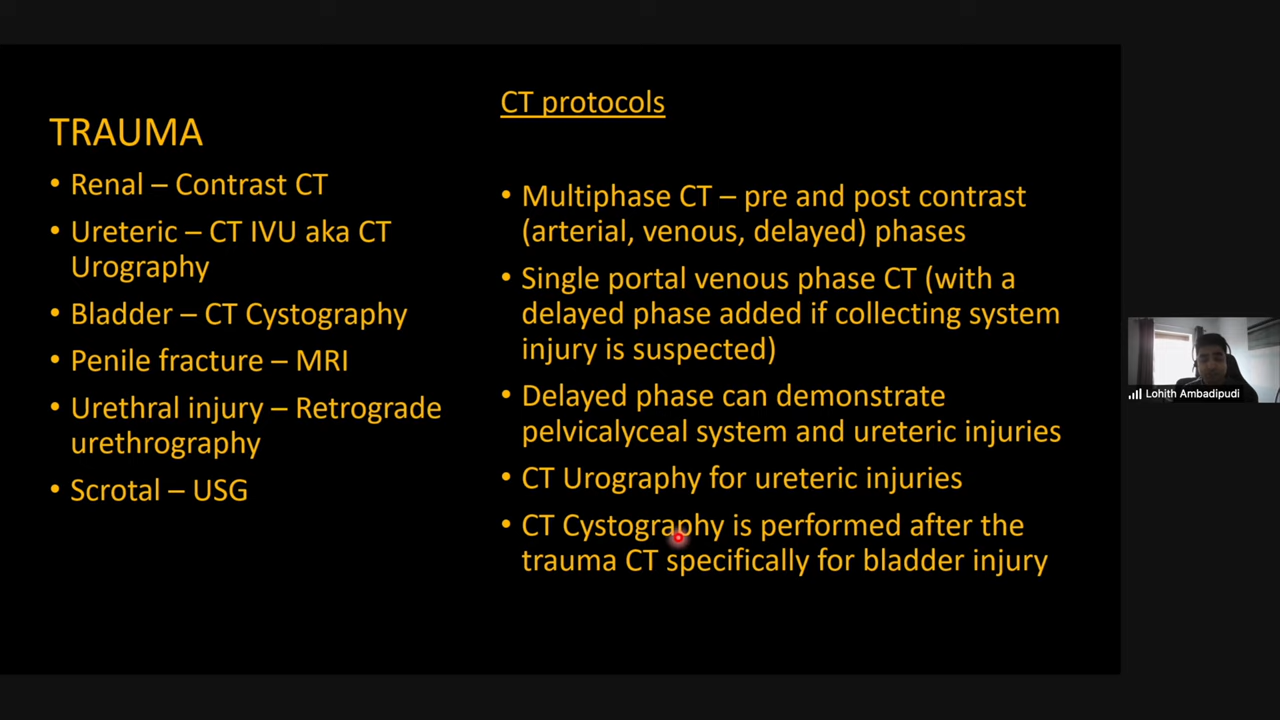 TRAUMA
• Renal – Contrast CT
• Ureteric – CT IVU aka CT
Urography
• Bladder – CT Cystography
• Penile fracture – MRI
• Urethral injury – Retrograde
urethrography
• Scrotal – USG
CT protocols
• Multiphase CT – pre and post contrast
(arterial, venous, delayed) phases
• Single portal venous phase CT (with a
delayed phase added if collecting system
injury is suspected)
• Delayed phase can demonstrate
pelvicalyceal system and ureteric injuries
• CT Urography for ureteric injuries
• CT Cystography is performed after the
trauma CT specifically for bladder injury
Lohith Ambadipudi